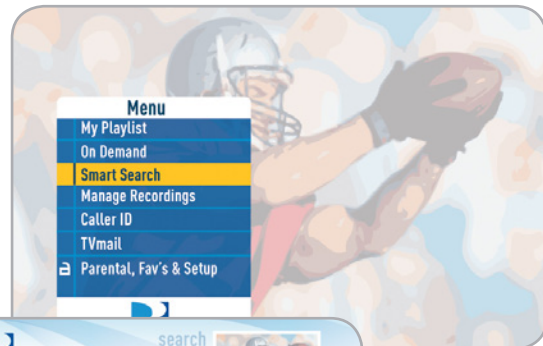 Menu
My Playlist
On Demand
Smart Search
Manage Recordings
Caller ID
TVmail
a Parental, Fav's & Setup
search